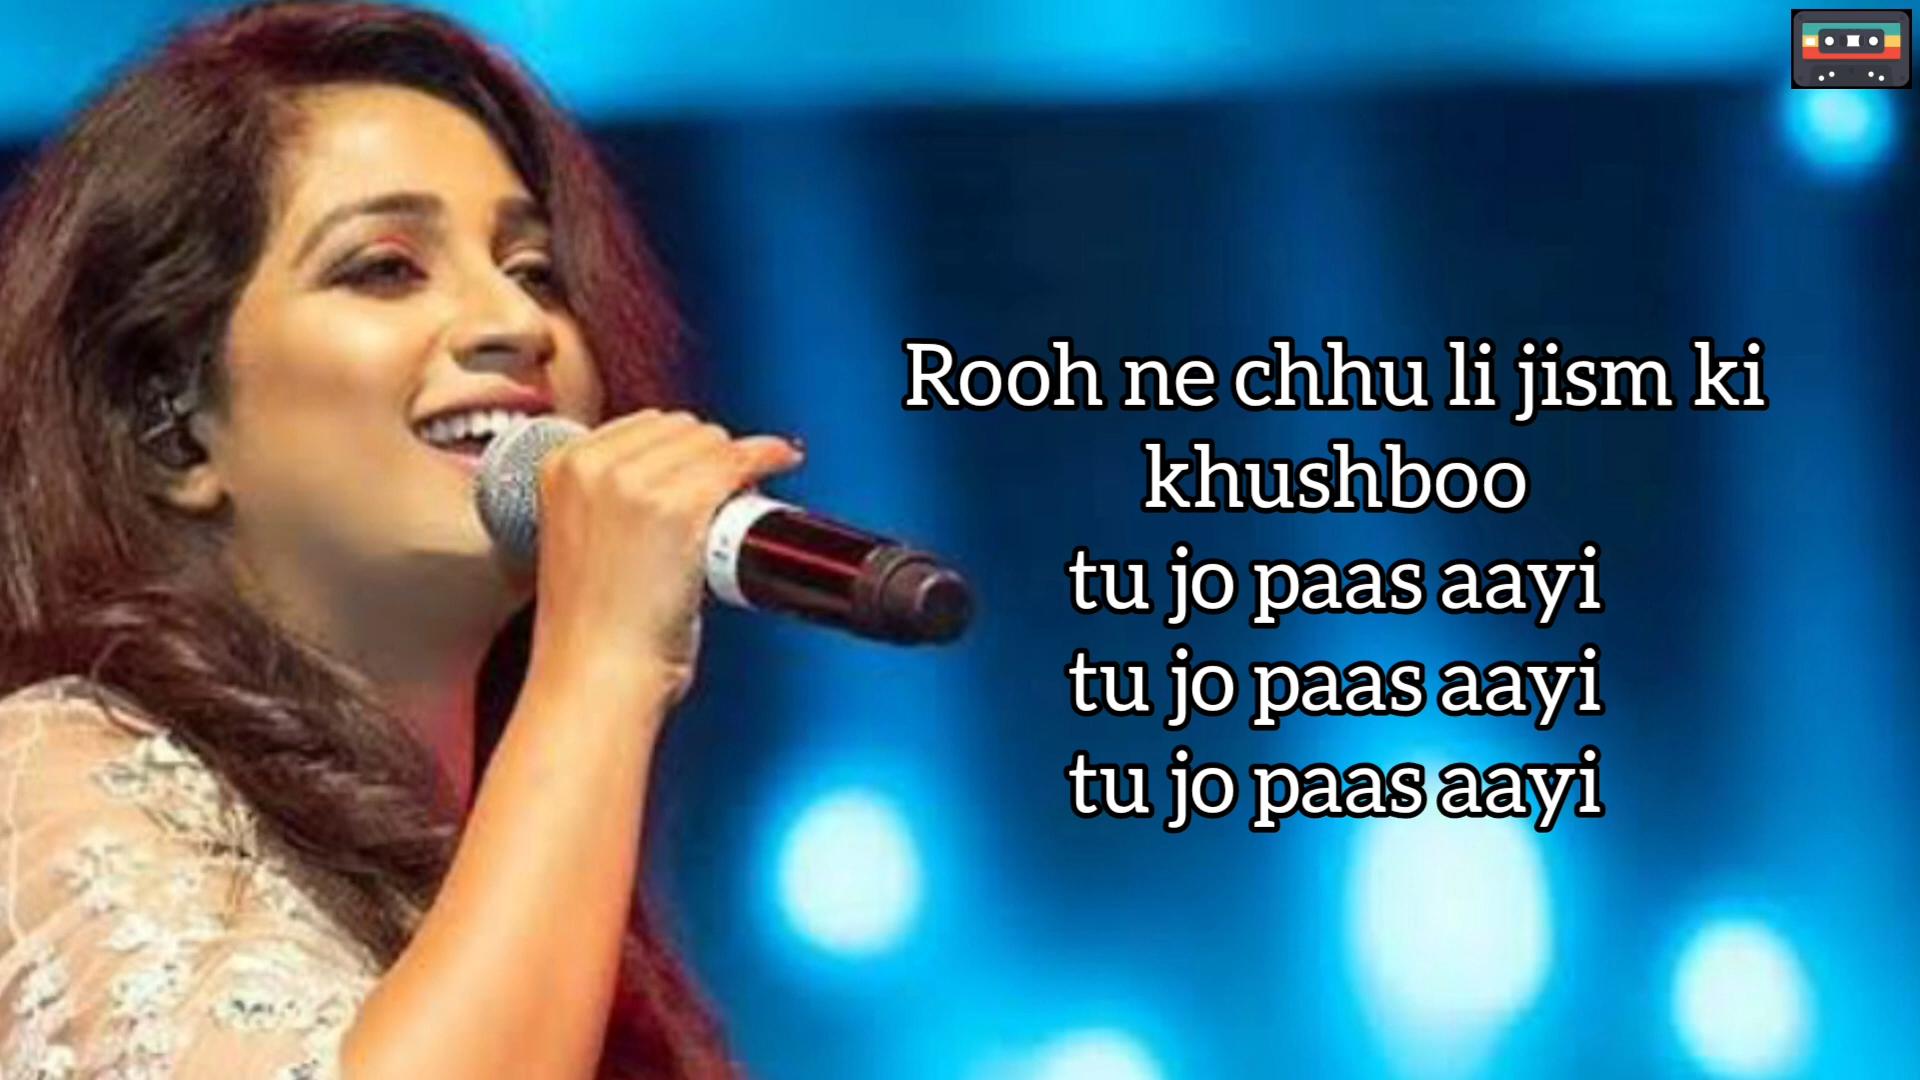 Rooh ne chhu li jism ki
khushboo
tu jo paas aayi
tu jo paas aayi
tu jo paas aayi